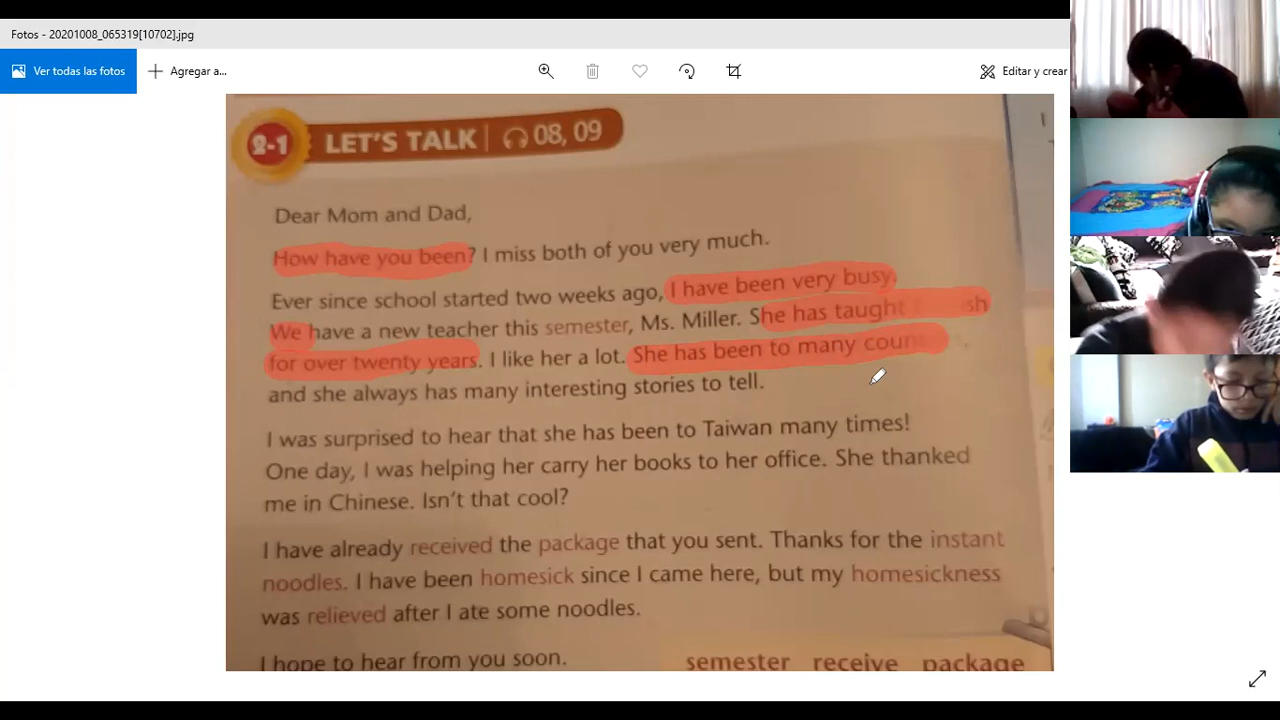 Fotos - 20201008_065319[10702].jpg
Ver todas las fotos
Agregar a...
Editar y crear
2-1 LET'S TALK | 08, 09
Dear Mom and Dad,
How have you been? I miss both of you very much.
Ever since school started two weeks ago, I have been very busy.
We have a new teacher this semester, Ms. Miller. She has taught
for over twenty years. I like her a lot. She has been to many
and she always has many interesting stories to tell.
I was surprised to hear that she has been to Taiwan many times!
One day, I was helping her carry her books to her office. She thanked
me in Chinese. Isn't that cool?
I have already received the package that you sent. Thanks for the instant
noodles. I have been homesick since I came here, but my homesickness
was relieved after I ate some noodles.
I hope to hear from you soon.
semester receive package